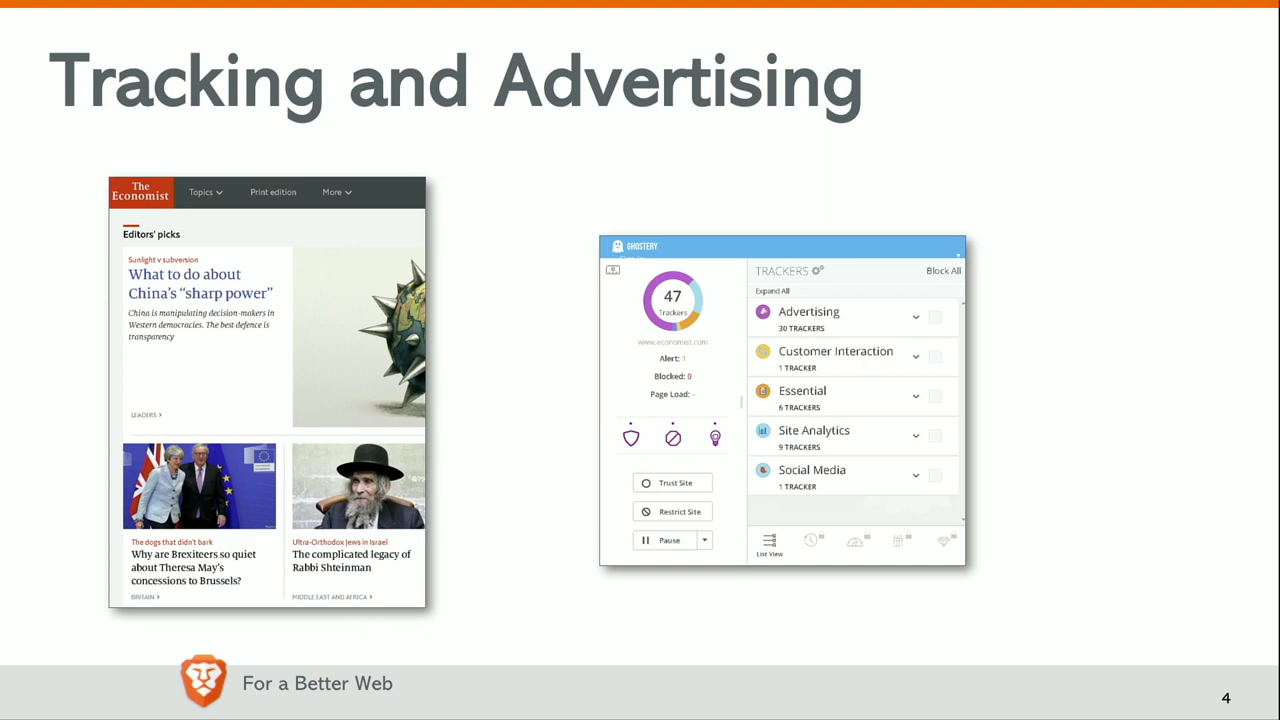 Tracking and Advertising
The
Economist
Topics
Print edition
More
Editors' picks
Sunlight v subversion
What to do about
China's “sharp power”
China is manipulating decision-makers in
Western democracies. The best defence is
transparency
LEADERS >
The dogs that didn't bark
Why are Brexiteers so quiet
about Theresa May's
concessions to Brussels?
BRITAIN >
Ultra-Orthodox Jews in Israel
The complicated legacy of
Rabbi Shteinman
MIDDLE EAST AND AFRICA >
GHOSTERY
47
Trackers
www.economist.com
Alert: 1
Blocked: 0
Page Load: -
Trust Site
Restrict Site
Pause
TRACKERS
Block All
Expand All
Advertising
30 TRACKERS
Customer Interaction
1 TRACKER
Essential
6 TRACKERS
Site Analytics
9 TRACKERS
Social Media
1 TRACKER
List View
For a Better Web
4